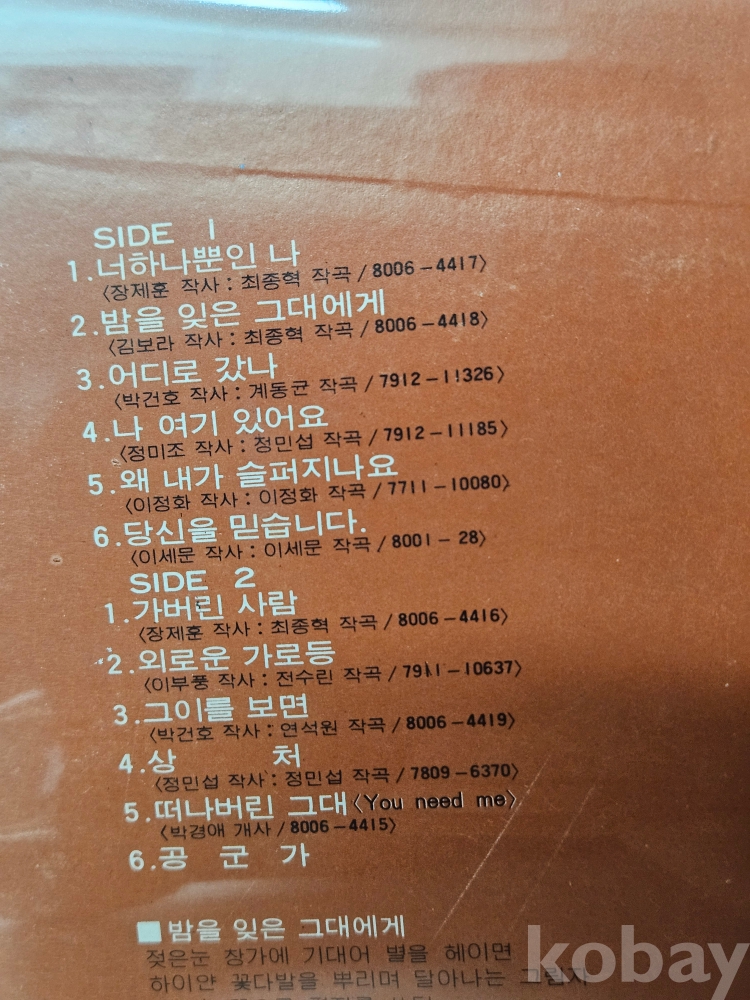 SIDE 1
1.너하나뿐인 나
〈장제훈 작사 : 최종혁 작곡 / 8006-4417〉
2.밤을 잊은 그대에게
〈김보라 작사 : 최종혁 작곡 / 8006-4418〉
3.어디로 갔나
〈박건호 작사 : 계동균 작곡 / 7912-11326〉
4.나 여기 있어요
〈정미조 작사 : 정민섭 작곡 / 7912-11185〉
5.왜 내가 슬퍼지나요
〈이정화 작사 : 이정화 작곡 / 7711-10080〉
6.당신을 믿습니다.
〈이세문 작사 : 이세문 작곡 / 8001-28〉
SIDE 2
1.가버린 사람
〈장제훈 작사 : 최종혁 작곡 / 8006-4416〉
2.외로운 가로등
〈이부풍 작사 : 전수린 작곡 / 7911-10637〉
3.그이를 보면
〈박건호 작사 : 연석원 작곡 / 8006-4419〉
4.상 처
〈정민섭 작사 : 정민섭 작곡 / 7809-6370〉
5.떠나버린 그대〈You need me〉
〈박경애 개사 / 8006-4415〉
6.공 군 가
■ 밤을 잊은 그대에게
젖은눈 창가에 기대어 별을 헤이면
하이얀 꽃다발을 뿌리며 달아나는 그림자
kobay